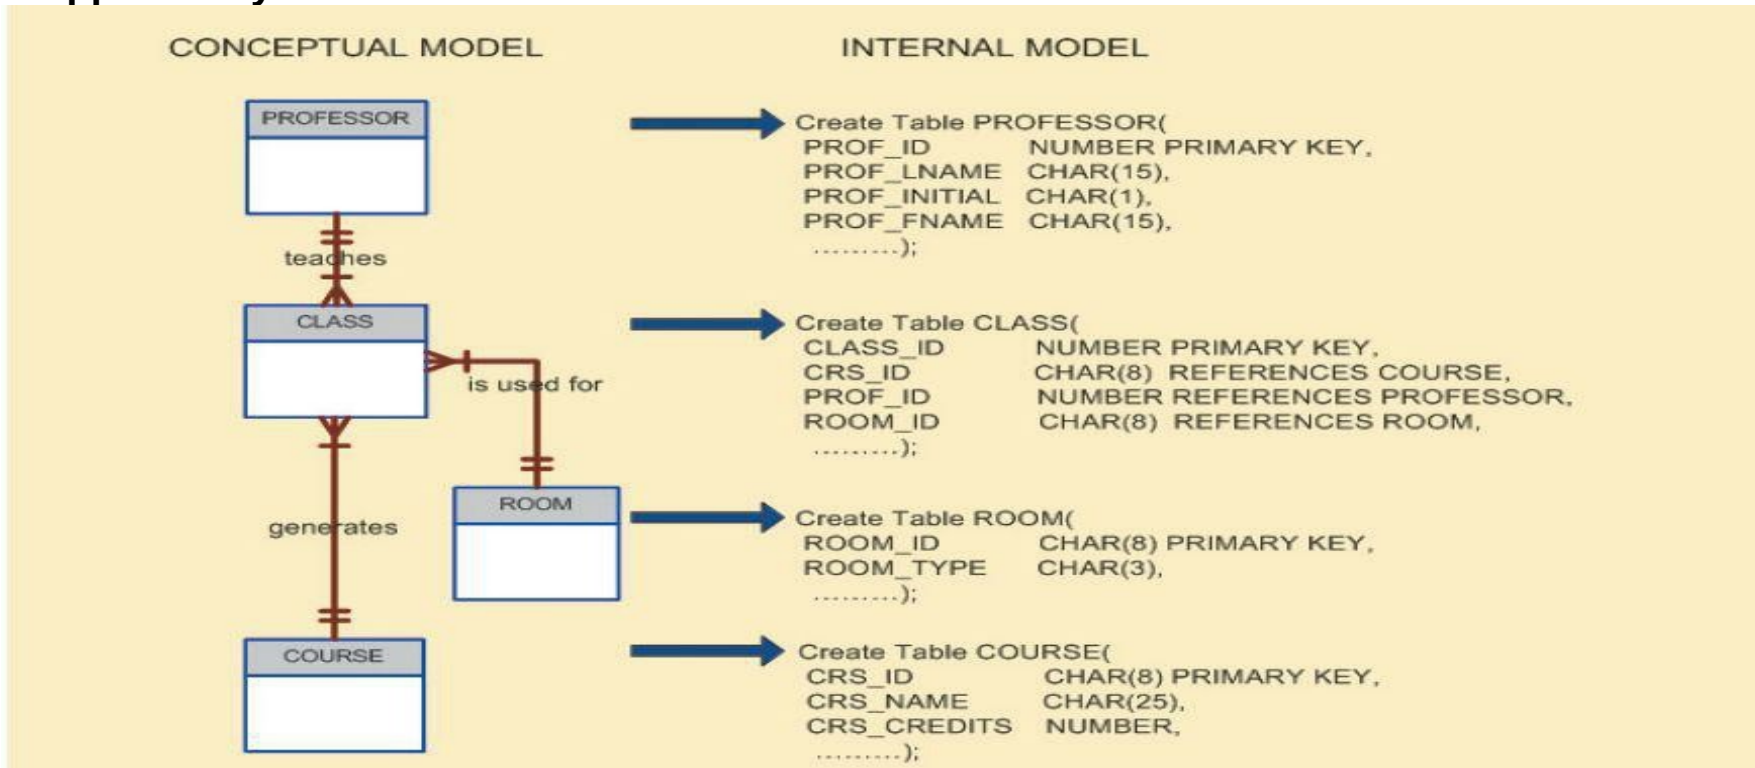 CONCEPTUAL MODEL
INTERNAL MODEL
PROFESSOR
teaches
CLASS
is used for
ROOM
generates
COURSE
Create Table PROFESSOR(
PROF_ID NUMBER PRIMARY KEY,
PROF_LNAME CHAR(15),
PROF_INITIAL CHAR(1),
PROF_FNAME CHAR(15),
.........);
Create Table CLASS(
CLASS_ID NUMBER PRIMARY KEY,
CRS_ID CHAR(8) REFERENCES COURSE,
PROF_ID NUMBER REFERENCES PROFESSOR,
ROOM_ID CHAR(8) REFERENCES ROOM,
.........);
Create Table ROOM(
ROOM_ID CHAR(8) PRIMARY KEY,
ROOM_TYPE CHAR(3),
.........);
Create Table COURSE(
CRS_ID CHAR(8) PRIMARY KEY,
CRS_NAME CHAR(25),
CRS_CREDITS NUMBER,
.........);